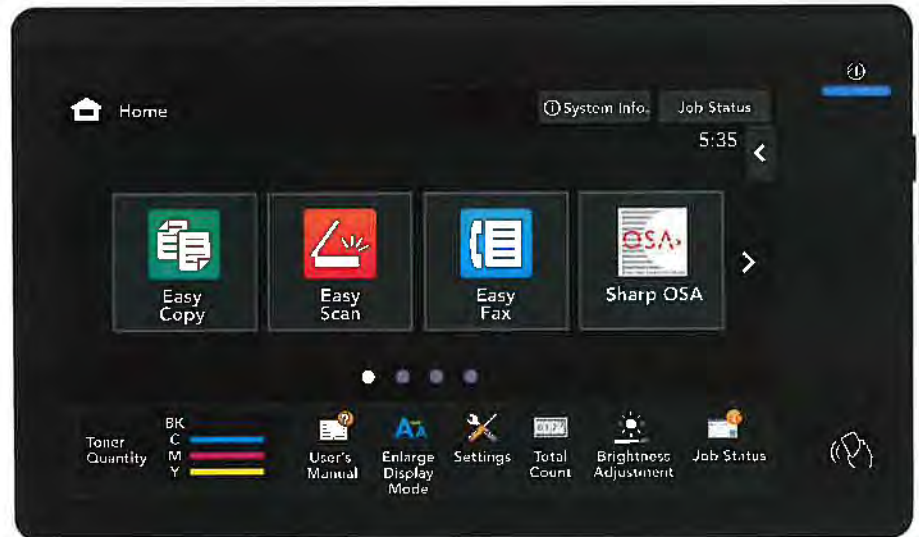 Home
System Info.
Job Status
5:35
Easy
Copy
Easy
Scan
Easy
Fax
OSA
Sharp OSA
Toner
Quantity
BK
C
M
Y
User's
Manual
Enlarge
Display
Mode
Settings
Total
Count
Brightness
Adjustment
Job Status